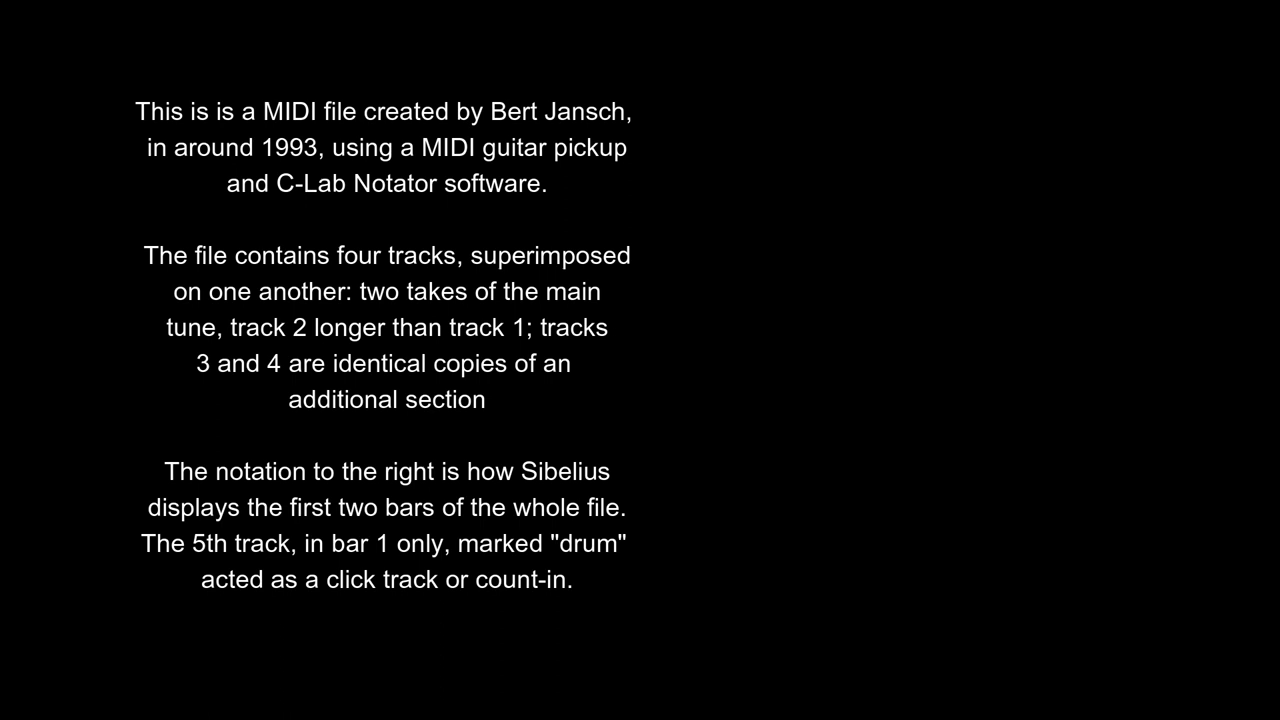 This is is a MIDI file created by Bert Jansch,
in around 1993, using a MIDI guitar pickup
and C-Lab Notator software.
The file contains four tracks, superimposed
on one another: two takes of the main
tune, track 2 longer than track 1; tracks
3 and 4 are identical copies of an
additional section
The notation to the right is how Sibelius
displays the first two bars of the whole file.
The 5th track, in bar 1 only, marked "drum"
acted as a click track or count-in.